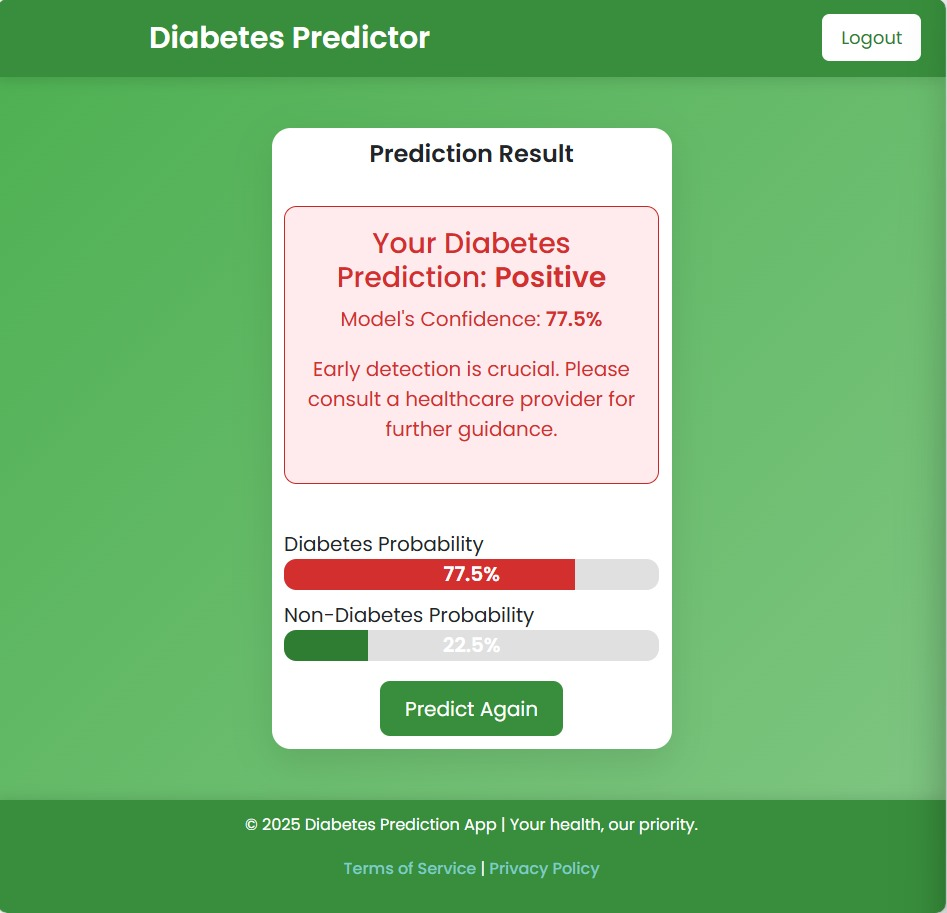 Diabetes Predictor
Logout
Prediction Result
Your Diabetes
Prediction: Positive
Model's Confidence: 77.5%
Early detection is crucial. Please
consult a healthcare provider for
further guidance.
Diabetes Probability
77.5%
Non-Diabetes Probability
22.5%
Predict Again
© 2025 Diabetes Prediction App | Your health, our priority.
Terms of Service | Privacy Policy